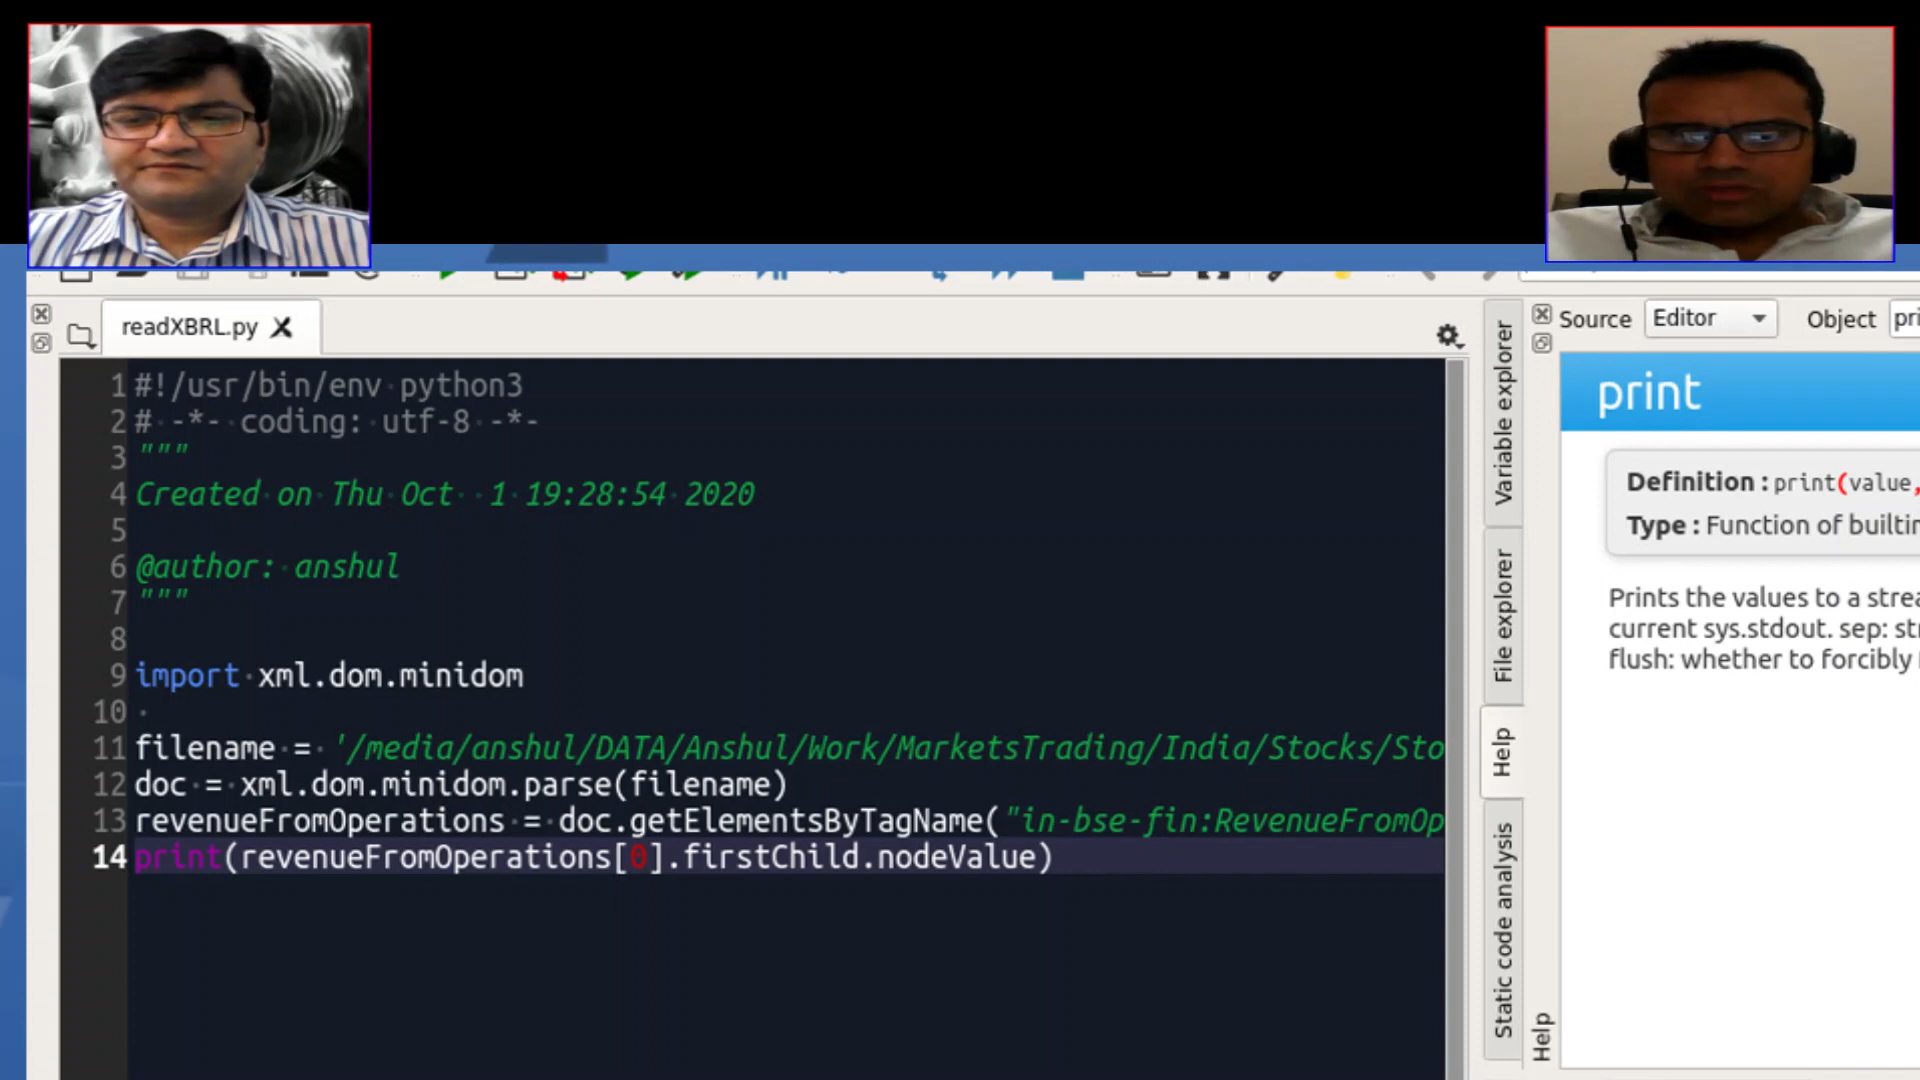 readXBRL.py
Source Editor Object
1 #!/usr/bin/env python3
2 # -*- coding: utf-8 -*-
3 """
4 Created on Thu Oct  1 19:28:54 2020
5
6 @author: anshul
7 """
8
9 import xml.dom.minidom
10
11 filename = '/media/anshul/DATA/Anshul/Work/MarketsTrading/India/Stocks/Sto
12 doc = xml.dom.minidom.parse(filename)
13 revenueFromOperations = doc.getElementsByTagName("in-bse-fin:RevenueFromOp
14 print(revenueFromOperations[0].firstChild.nodeValue)
Variable explorer
File explorer
Help
Static code analysis
Help
print
Definition : print(value,
Type : Function of builtin
Prints the values to a strea
current sys.stdout. sep: str
flush: whether to forcibly